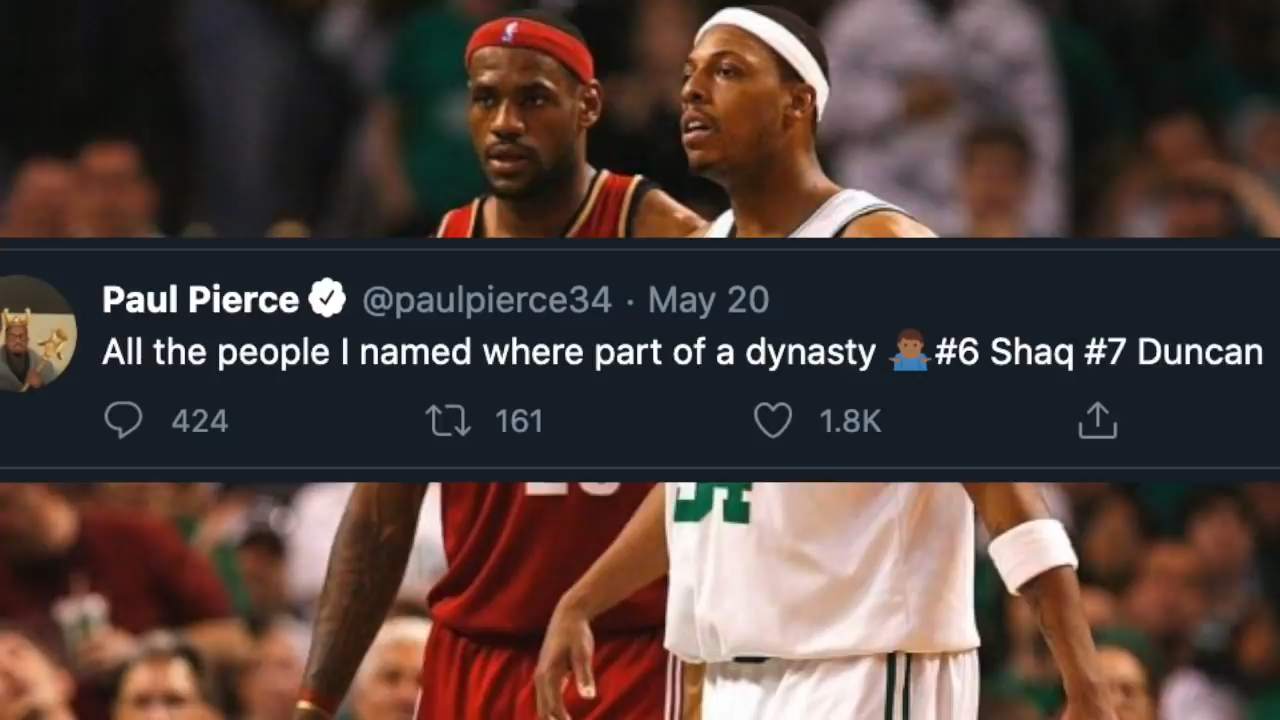 Paul Pierce @paulpierce34 · May 20
All the people I named where part of a dynasty 🤷🏽‍♂️#6 Shaq #7 Duncan
424 161 1.8K